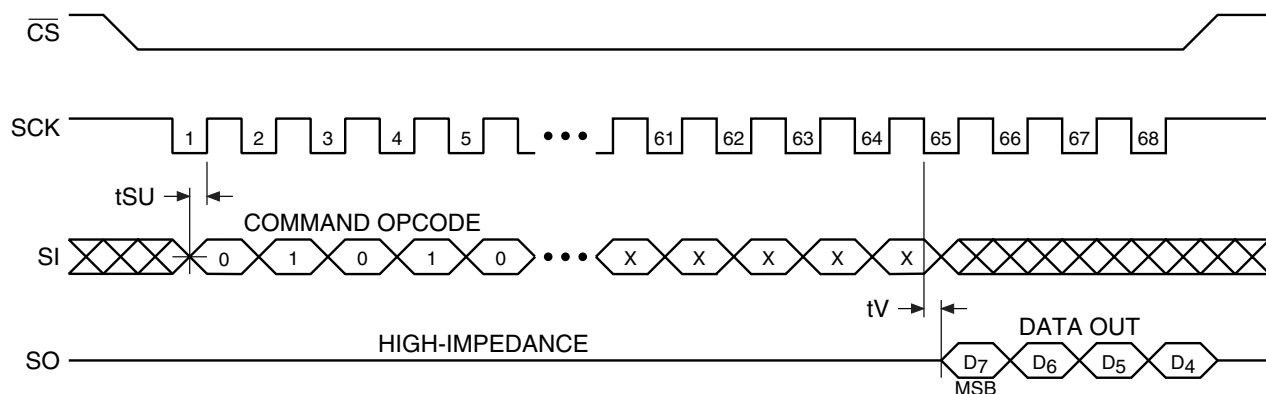 CS
SCK 1 2 3 4 5 ••• 61 62 63 64 65 66 67 68
tSU
COMMAND OPCODE
SI 0 1 0 1 0 ••• X X X X X
tV
HIGH-IMPEDANCE DATA OUT
SO D7 D6 D5 D4
MSB